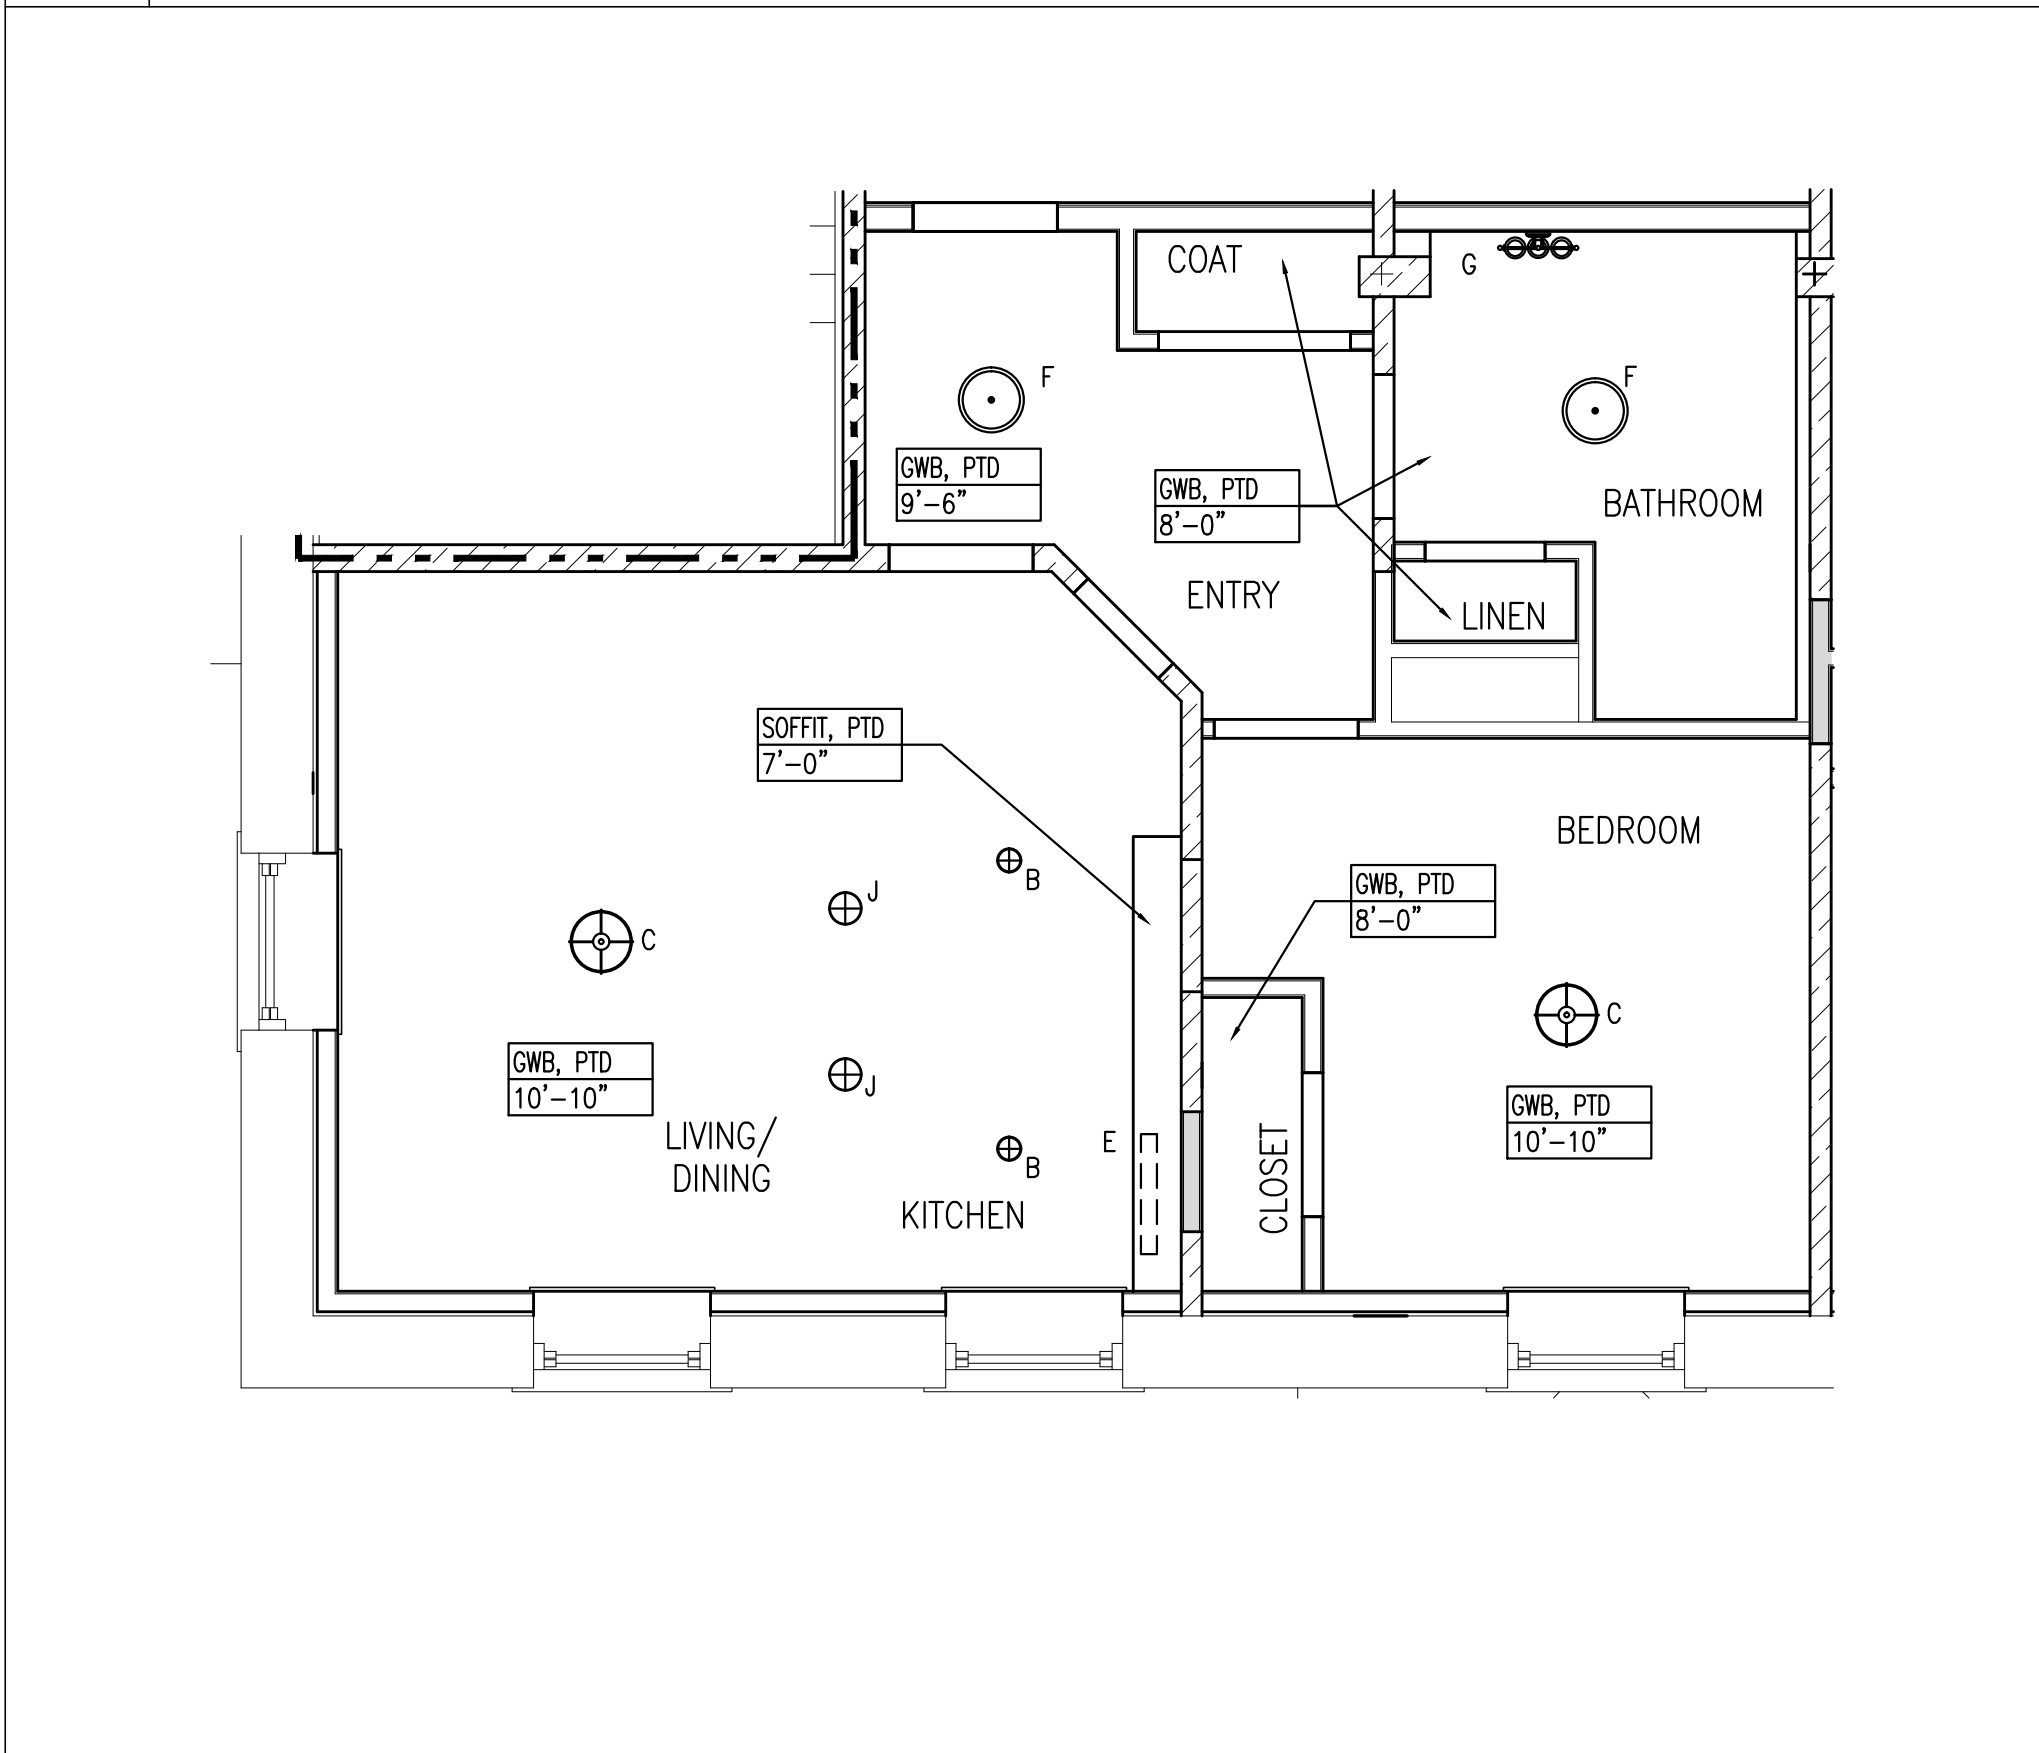 COAT
G
F
F
GWB, PTD
9'-6"
GWB, PTD
8'-0"
BATHROOM
ENTRY
LINEN
SOFFIT, PTD
7'-0"
BEDROOM
B
J
GWB, PTD
8'-0"
C
C
GWB, PTD
10'-10"
J
GWB, PTD
10'-10"
LIVING/
DINING
E
B
CLOSET
KITCHEN